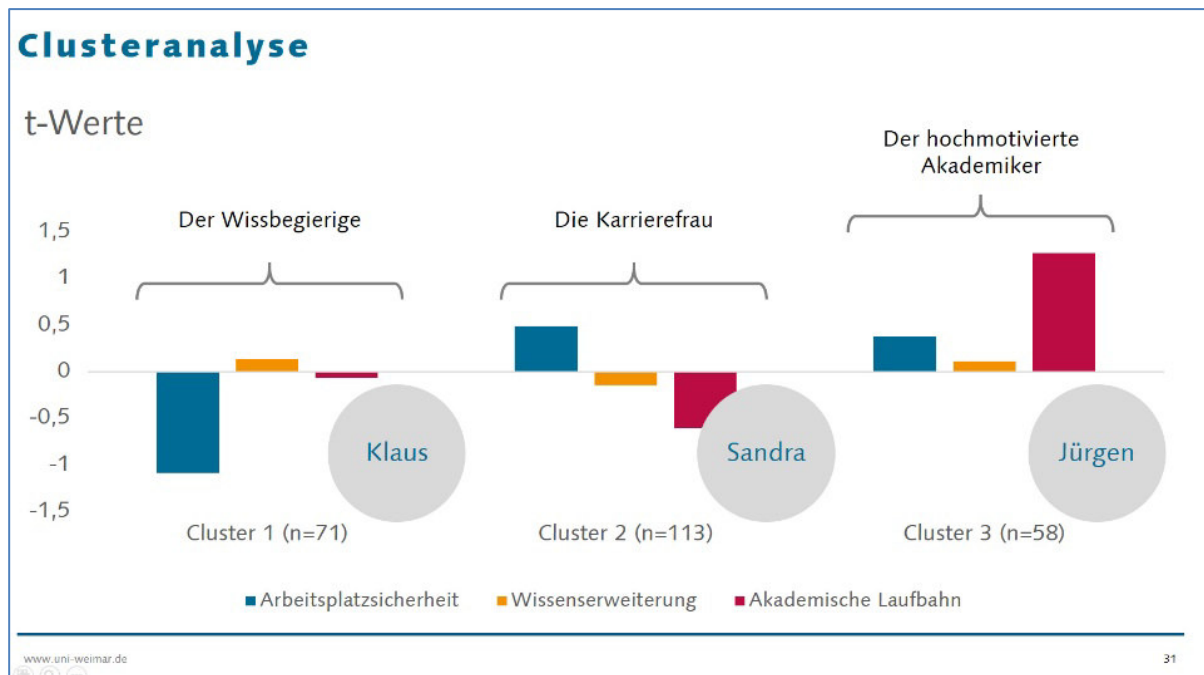 Clusteranalyse
t-Werte
Der hochmotivierte
Akademiker
Der Wissbegierige
Die Karrierefrau
1,5
1
0,5
0
-0,5
-1
-1,5
Klaus
Sandra
Jürgen
Cluster 1 (n=71)
Cluster 2 (n=113)
Cluster 3 (n=58)
Arbeitsplatzsicherheit
Wissenserweiterung
Akademische Laufbahn
www.uni-weimar.de
31